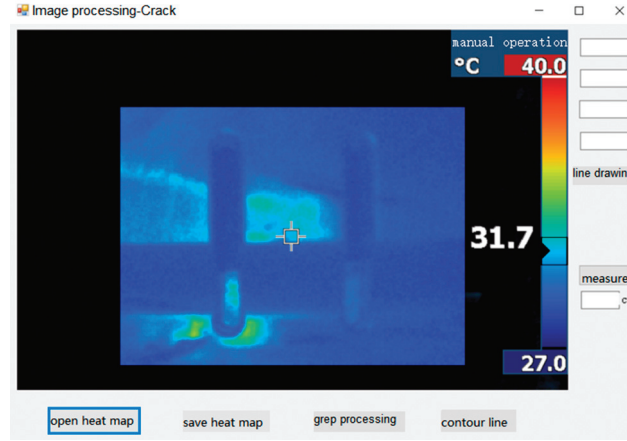 Image processing-Crack
manual operation
°C 40.0
line drawin
31.7
measure
c
27.0
open heat map
save heat map
grep processing
contour line